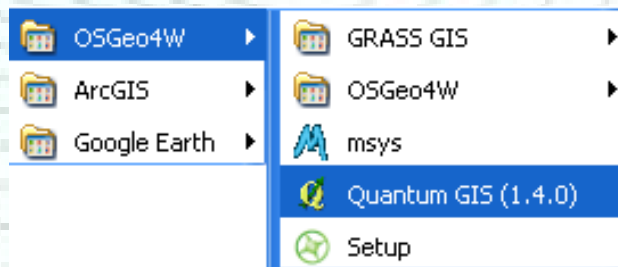 OSGeo4W
ArcGIS
Google Earth
GRASS GIS
OSGeo4W
msys
Quantum GIS (1.4.0)
Setup